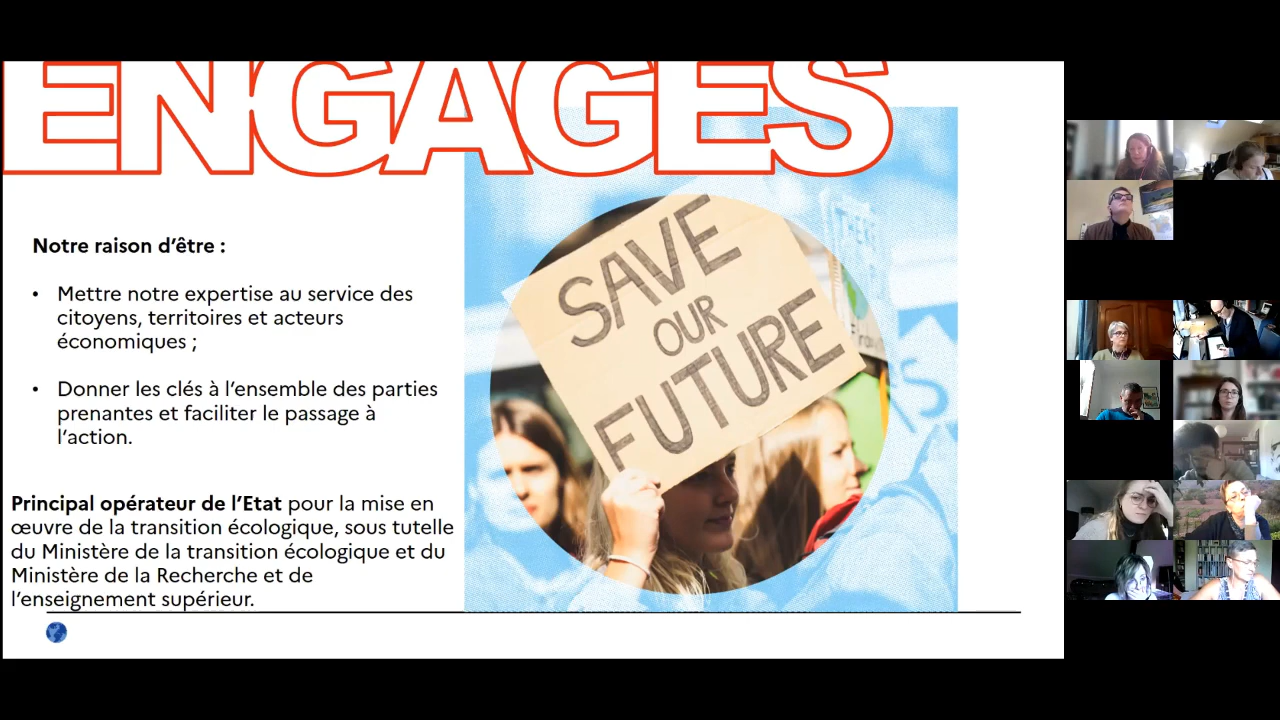 ENGAGES
Notre raison d’être :
• Mettre notre expertise au service des
citoyens, territoires et acteurs
économiques ;
• Donner les clés à l’ensemble des parties
prenantes et faciliter le passage à
l’action.
Principal opérateur de l’Etat pour la mise en
œuvre de la transition écologique, sous tutelle
du Ministère de la transition écologique et du
Ministère de la Recherche et de
l’enseignement supérieur.
SAVE
OUR
FUTURE
THERE
IS